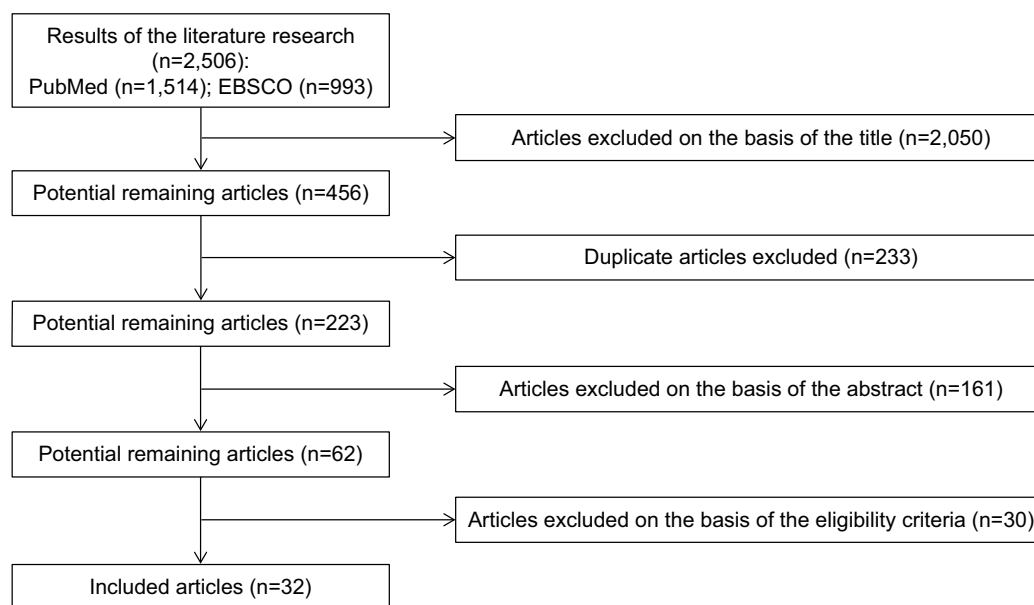 Results of the literature research
(n=2,506):
PubMed (n=1,514); EBSCO (n=993)
Articles excluded on the basis of the title (n=2,050)
Potential remaining articles (n=456)
Duplicate articles excluded (n=233)
Potential remaining articles (n=223)
Articles excluded on the basis of the abstract (n=161)
Potential remaining articles (n=62)
Articles excluded on the basis of the eligibility criteria (n=30)
Included articles (n=32)